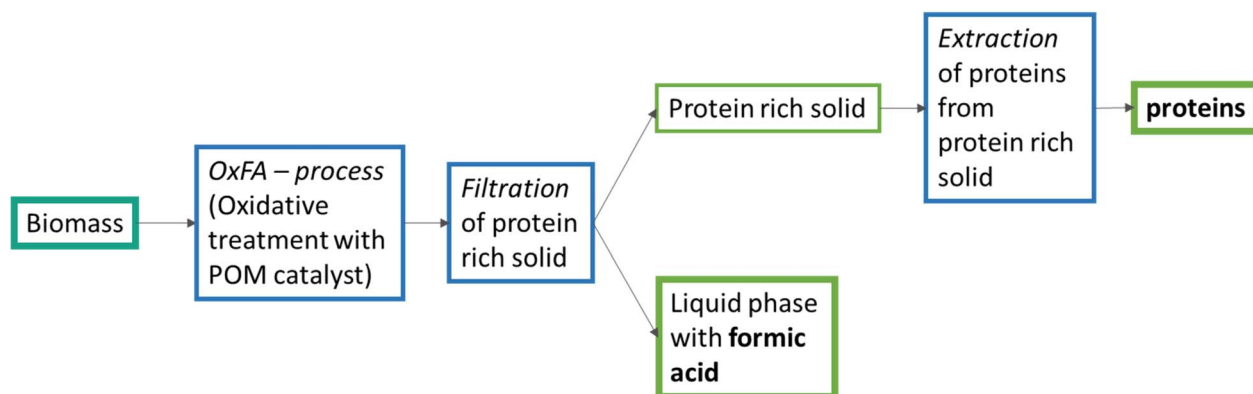 Biomass
OxFA – process
(Oxidative
treatment with
POM catalyst)
Filtration
of protein
rich solid
Protein rich solid
Liquid phase
with formic
acid
Extraction
of proteins
from
protein rich
solid
proteins